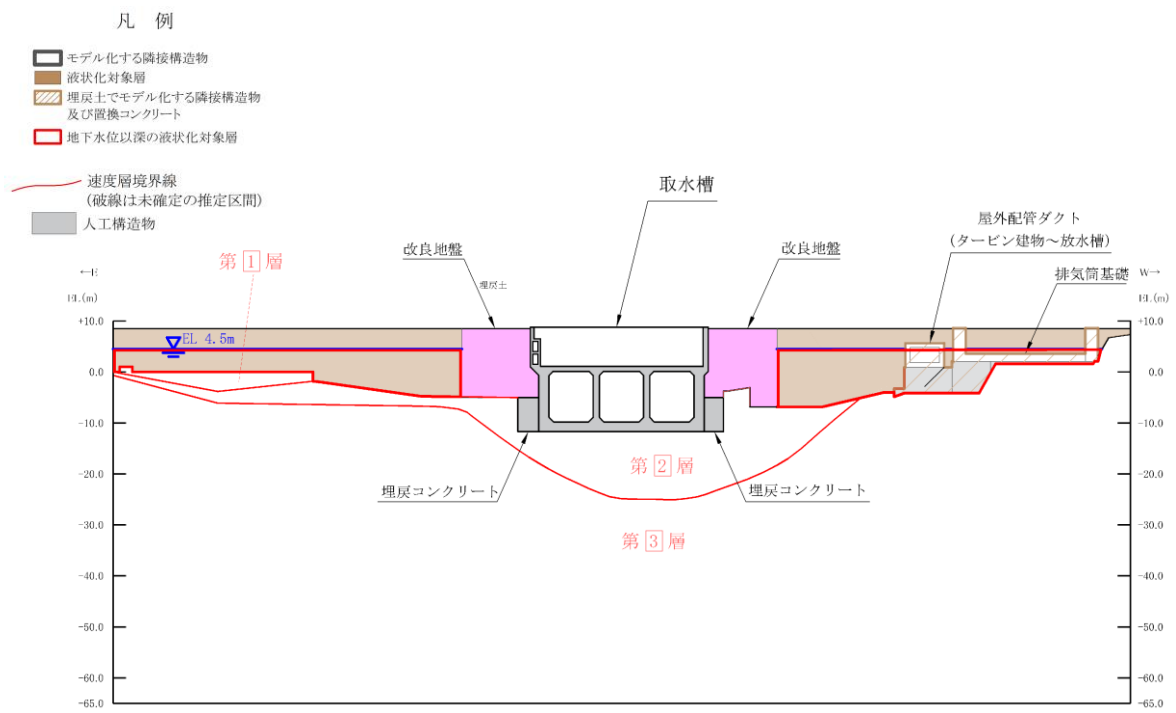 凡 例
モデル化する隣接構造物
液状化対象層
埋戻土でモデル化する隣接構造物
及び置換コンクリート
地下水位以深の液状化対象層
速度層境界線
(破線は未確定の推定区間)
人工構造物
取水槽
屋外配管ダクト
(タービン建物～放水槽)
改良地盤
改良地盤
排気筒基礎
第1層
埋戻土
←E
W→
EL.(m)
EL.(m)
+10.0
+10.0
EL 4.5m
0.0
0.0
-10.0
-10.0
第2層
-20.0
-20.0
埋戻コンクリート
埋戻コンクリート
第3層
-30.0
-30.0
-40.0
-40.0
-50.0
-50.0
-60.0
-60.0
-65.0
-65.0